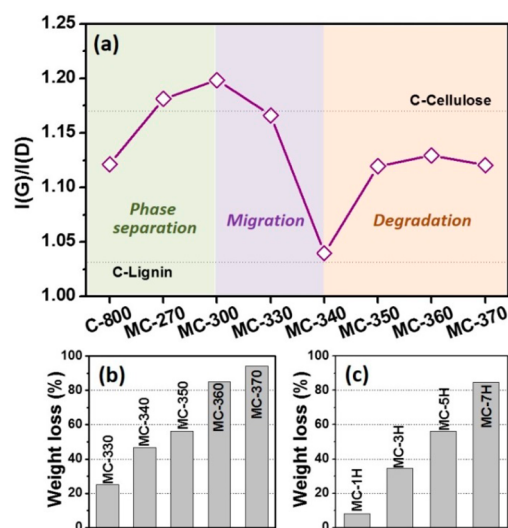 (a)
1.25
1.20
1.15
1.10
1.05
1.00
I(G)/I(D)
C-Cellulose
Phase
separation
Migration
Degradation
C-Lignin
C-800
MC-270
MC-300
MC-330
MC-340
MC-350
MC-360
MC-370
(b)
100
80
60
40
20
0
Weight loss (%)
MC-330
MC-340
MC-350
MC-360
MC-370
(c)
100
80
60
40
20
0
Weight loss (%)
MC-1H
MC-3H
MC-5H
MC-7H